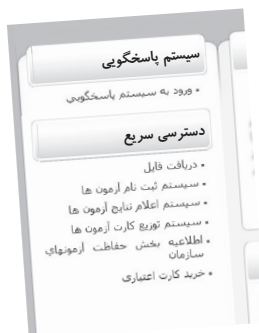 سیستم پاسخگویی
• ورود به سیستم پاسخگویی
دسترسی سریع
• دریافت فایل
• سیستم ثبت نام آزمون ها
• سیستم اعلام نتایج آزمون ها
• سیستم توزیع کارت آزمون ها
• اطلاعیه بخش حفاظت آزمونهای
سازمان
• خرید کارت اعتباری